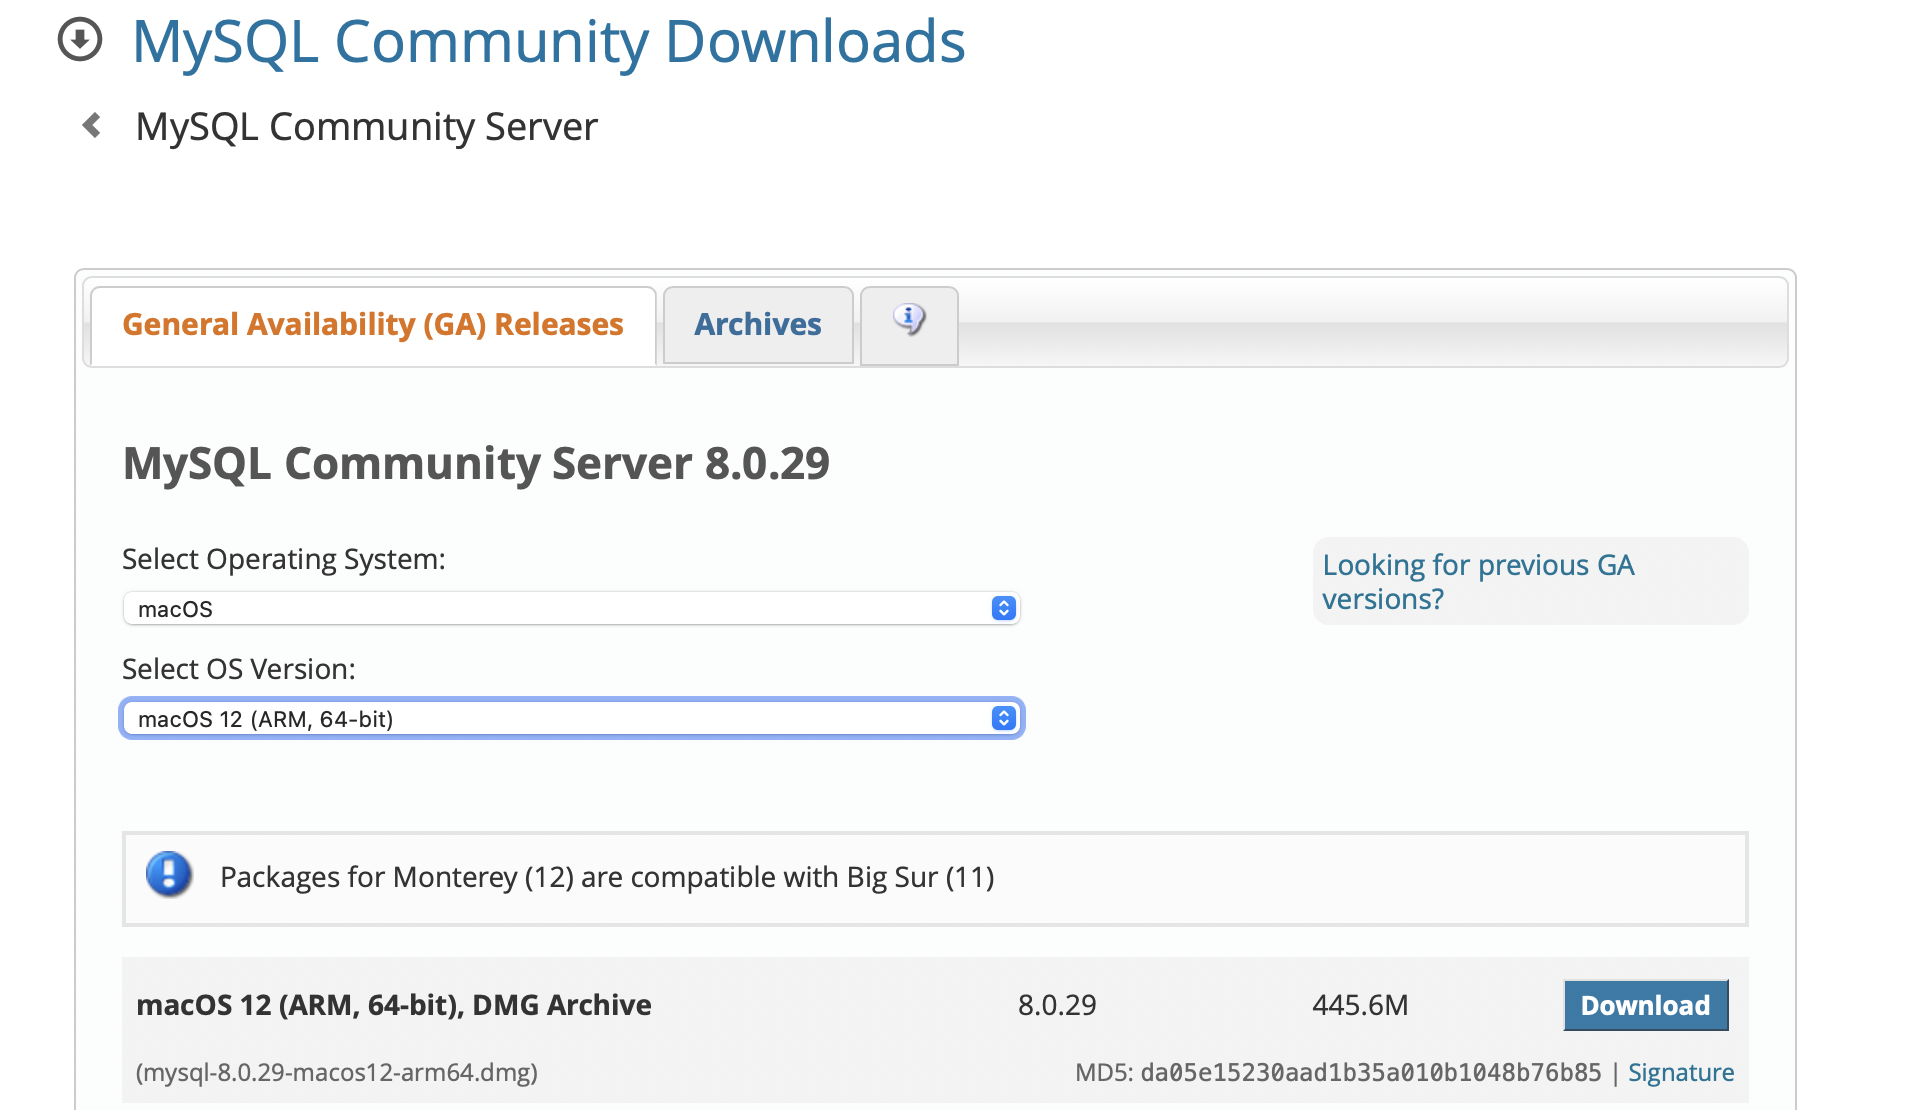 MySQL Community Downloads
MySQL Community Server
General Availability (GA) Releases
Archives
MySQL Community Server 8.0.29
Select Operating System:
Looking for previous GA
versions?
macOS
Select OS Version:
macOS 12 (ARM, 64-bit)
Packages for Monterey (12) are compatible with Big Sur (11)
macOS 12 (ARM, 64-bit), DMG Archive 8.0.29 445.6M Download
(mysql-8.0.29-macos12-arm64.dmg) MD5: da05e15230aad1b35a010b1048b76b85 | Signature